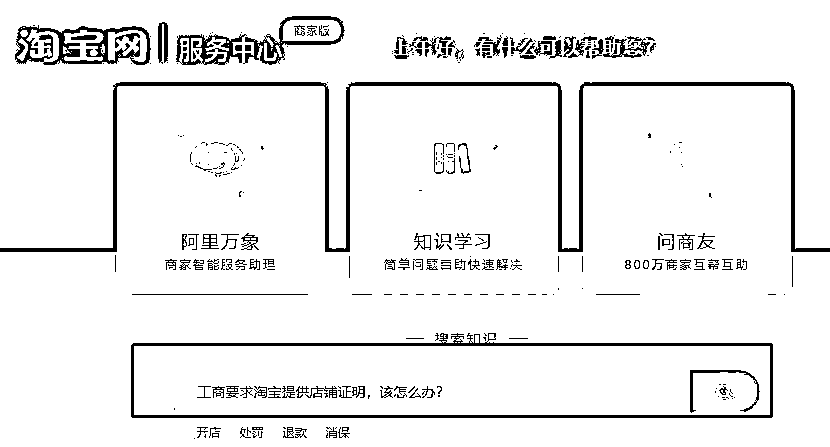 淘宝网 服务中心 商家版
上午好，有什么可以帮助您？
阿里万象 知识学习 问商友
商家智能服务助理 简单问题自助快速解决 800万商家互帮互助
搜索知识
工商要求淘宝提供店铺证明，该怎么办？
开店 处罚 退款 消保